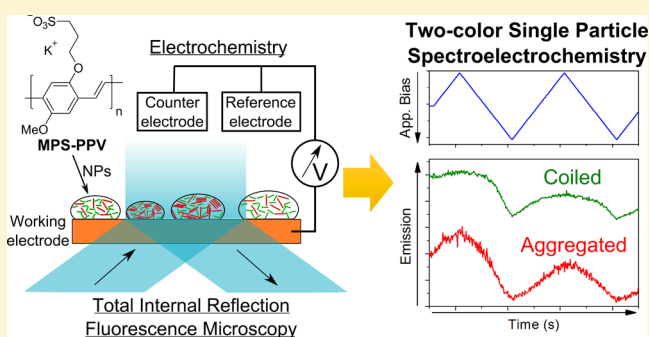 ⁻O₃S
K⁺
O
n
MeO
MPS-PPV
NPs
Working
electrode
Electrochemistry
Counter
electrode
Reference
electrode
V
Total Internal Reflection
Fluorescence Microscopy
Two-color Single Particle
Spectroelectrochemistry
App. Bias
Emission
Coiled
Aggregated
Time (s)